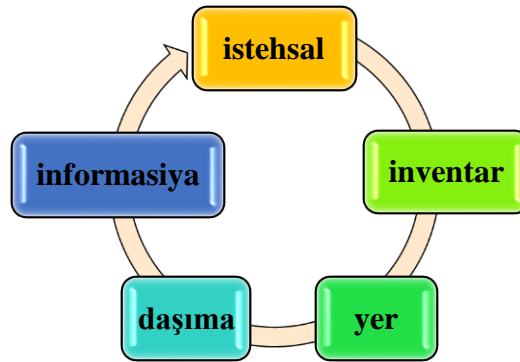 istehsal
inventar
yer
daşıma
informasiya